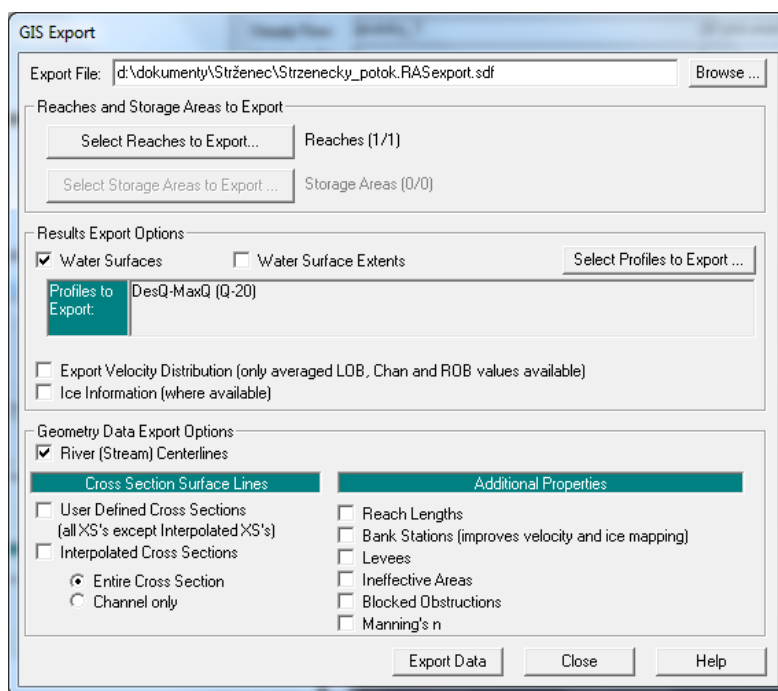 GIS Export
Export File: d:\dokumenty\Strženec\Strzenecky_potok.RASexport.sdf Browse ...
Reaches and Storage Areas to Export
Select Reaches to Export... Reaches (1/1)
Select Storage Areas to Export ... Storage Areas (0/0)
Results Export Options
Water Surfaces Water Surface Extents Select Profiles to Export ...
Profiles to Export: DesQ-MaxQ (Q-20)
Export Velocity Distribution (only averaged LOB, Chan and ROB values available)
Ice Information (where available)
Geometry Data Export Options
River (Stream) Centerlines
Cross Section Surface Lines Additional Properties
User Defined Cross Sections
(all XS's except Interpolated XS's)
Interpolated Cross Sections
Entire Cross Section
Channel only
Reach Lengths
Bank Stations (improves velocity and ice mapping)
Levees
Ineffective Areas
Blocked Obstructions
Manning's n
Export Data Close Help